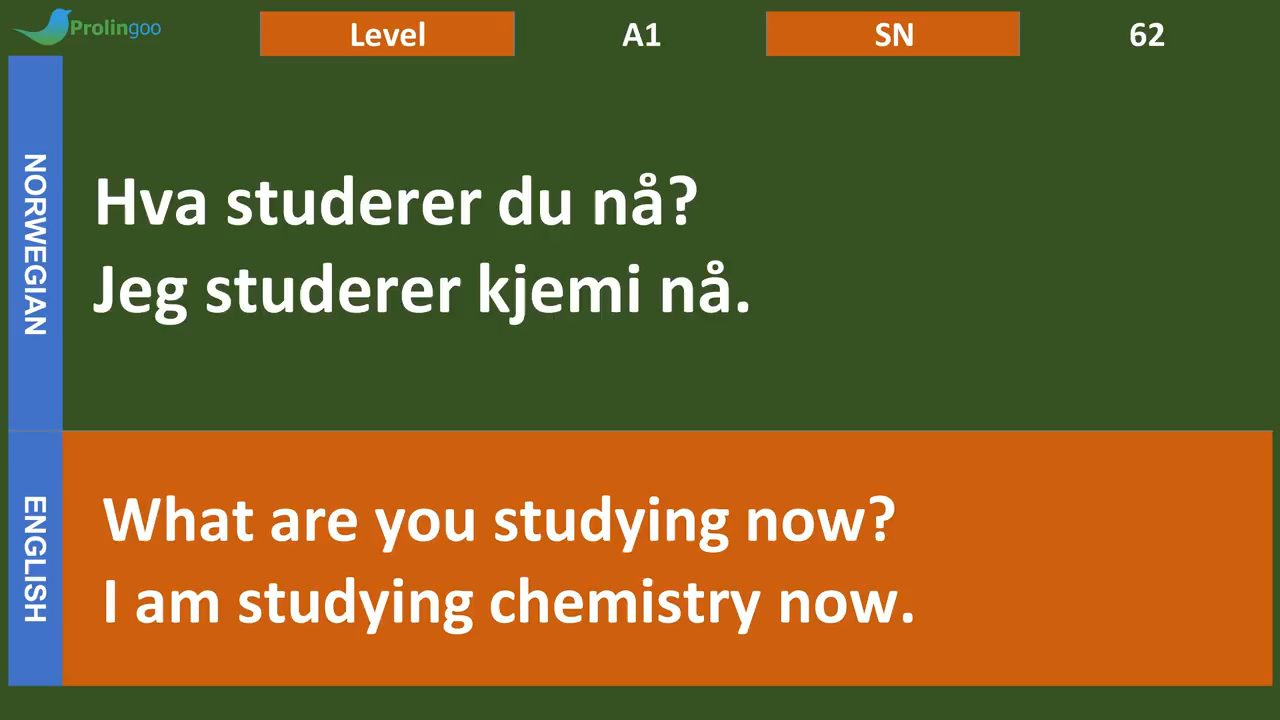 Prolingoo
Level A1 SN 62
NORWEGIAN
Hva studerer du nå?
Jeg studerer kjemi nå.
ENGLISH
What are you studying now?
I am studying chemistry now.